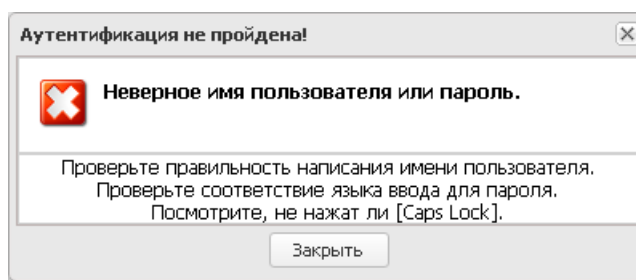 Аутентификация не пройдена!
Неверное имя пользователя или пароль.
Проверьте правильность написания имени пользователя.
Проверьте соответствие языка ввода для пароля.
Посмотрите, не нажат ли [Caps Lock].
Закрыть